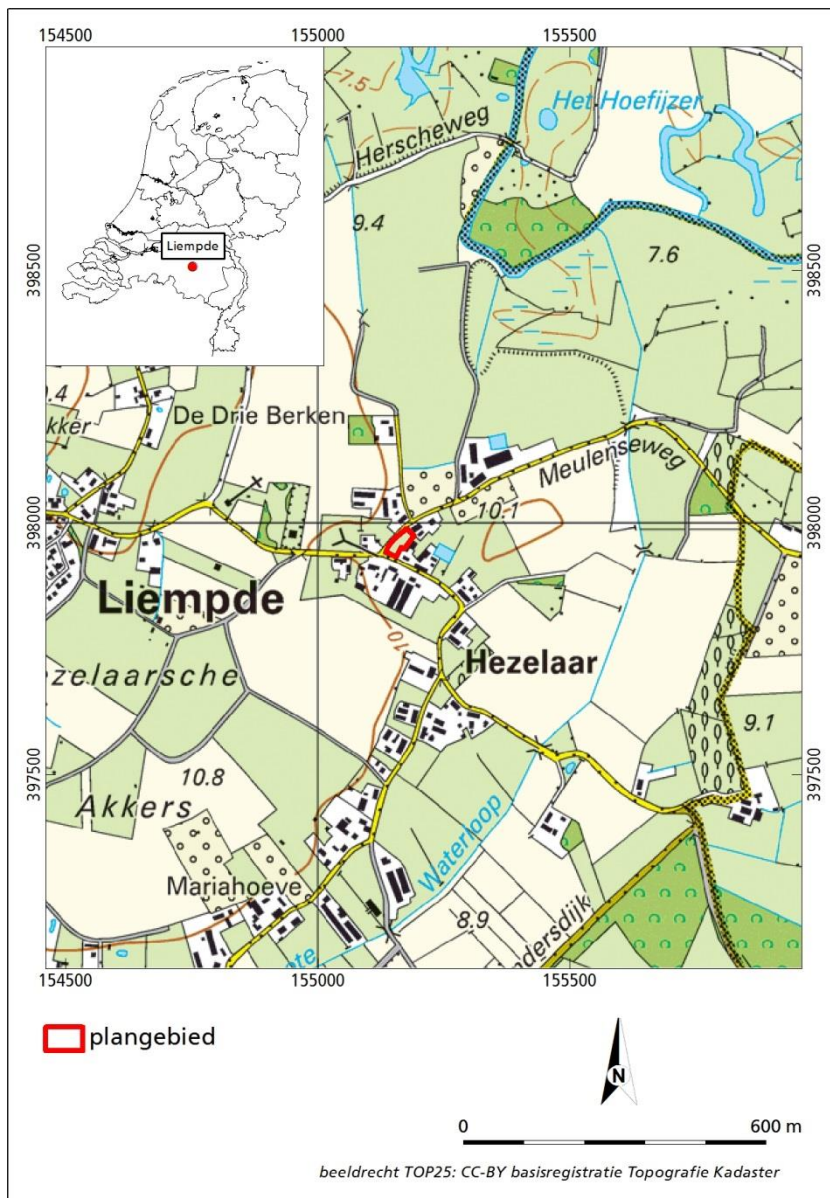 154500
155000
155500
7.5
Het Hoefijzer
Herscheweg
9.4
Liempde
7.6
398500
398500
De Drie Berken
Meulenseweg
10.1
398000
398000
Liempde
10
Hezelaar
zelaarsche
9.1
397500
397500
10.8
Akkers
Waterloop
Mariahoeve
8.9
ndersdijk
154500
155000
155500
plangebied
N
0
600 m
beeldrecht TOP25: CC-BY basisregistratie Topografie Kadaster